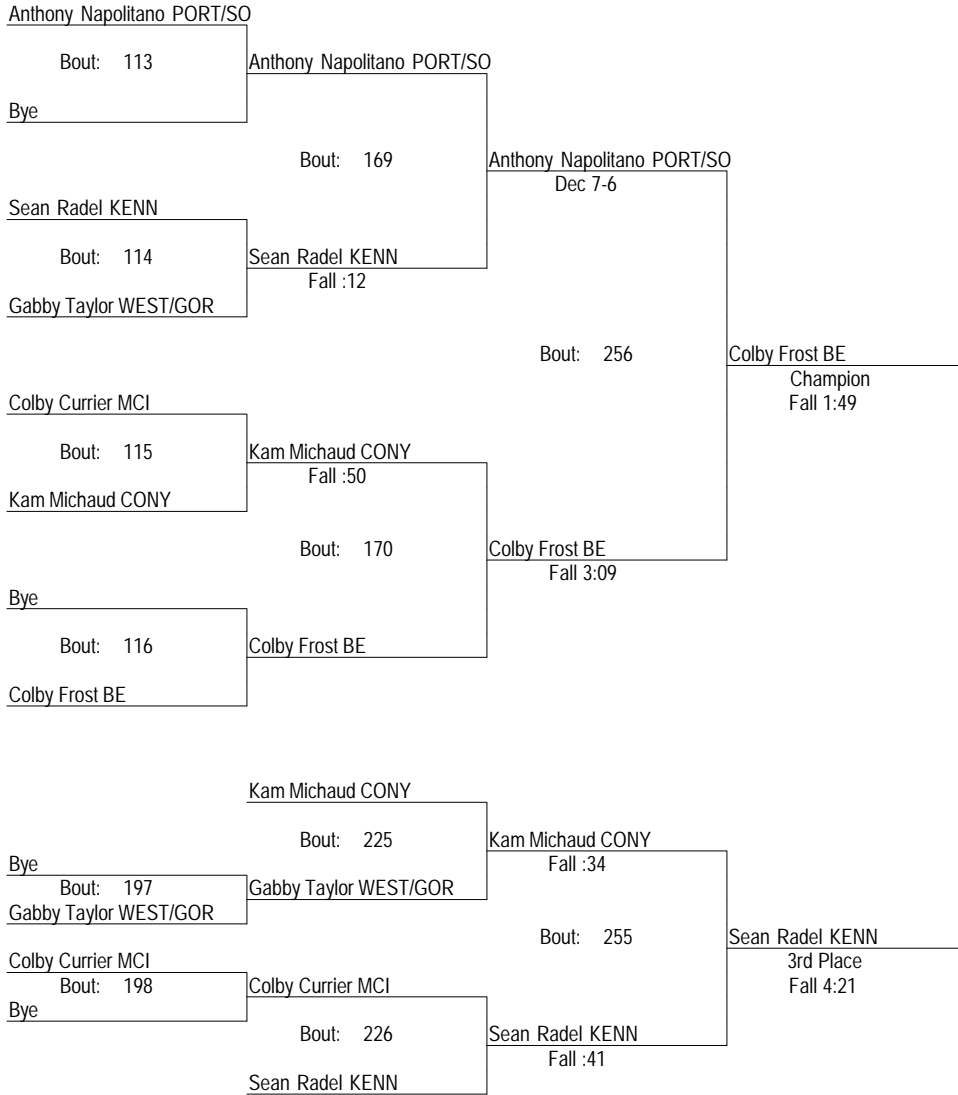 Anthony Napolitano PORT/SO
Bout: 113
Anthony Napolitano PORT/SO
Bye
Bout: 169
Anthony Napolitano PORT/SO
Dec 7-6
Sean Radel KENN
Bout: 114
Sean Radel KENN
Fall :12
Gabby Taylor WEST/GOR
Bout: 256
Colby Frost BE
Champion
Fall 1:49
Colby Currier MCI
Bout: 115
Kam Michaud CONY
Fall :50
Kam Michaud CONY
Bout: 170
Colby Frost BE
Fall 3:09
Bye
Bout: 116
Colby Frost BE
Colby Frost BE
Kam Michaud CONY
Bout: 225
Kam Michaud CONY
Fall :34
Bye
Bout: 197
Gabby Taylor WEST/GOR
Gabby Taylor WEST/GOR
Bout: 255
Sean Radel KENN
3rd Place
Fall 4:21
Colby Currier MCI
Bout: 198
Colby Currier MCI
Bye
Bout: 226
Sean Radel KENN
Fall :41
Sean Radel KENN